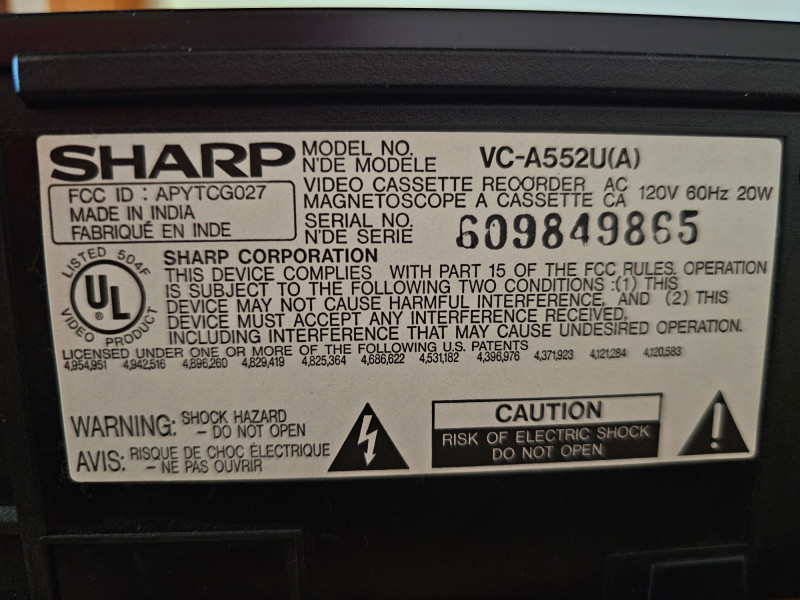 SHARP
MODEL NO.
N'DE MODELE
VC-A552U(A)
FCC ID : APYTCG027
MADE IN INDIA
FABRIQUÉ EN INDE
VIDEO CASSETTE RECORDER AC
MAGNETOSCOPE A CASSETTE CA
120V 60Hz 20W
SERIAL NO.
N'DE SERIE
609849865
LISTED 504F
UL
®
VIDEO PRODUCT
SHARP CORPORATION
THIS DEVICE COMPLIES WITH PART 15 OF THE FCC RULES. OPERATION
IS SUBJECT TO THE FOLLOWING TWO CONDITIONS :(1) THIS
DEVICE MAY NOT CAUSE HARMFUL INTERFERENCE, AND (2) THIS
DEVICE MUST ACCEPT ANY INTERFERENCE RECEIVED,
INCLUDING INTERFERENCE THAT MAY CAUSE UNDESIRED OPERATION.
LICENSED UNDER ONE OR MORE OF THE FOLLOWING U.S. PATENTS
4,954,951 4,942,516 4,896,260 4,829,419 4,825,364 4,686,622 4,531,182 4,396,976 4,371,923 4,121,284 4,120,583
WARNING: SHOCK HAZARD
- DO NOT OPEN
AVIS: RISQUE DE CHOC ÉLECTRIQUE
- NE PAS OUVRIR
CAUTION
RISK OF ELECTRIC SHOCK
DO NOT OPEN
!